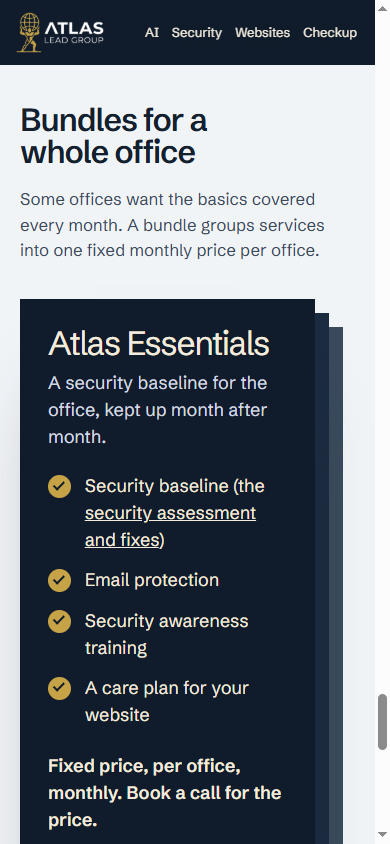 ATLAS
LEAD GROUP
AI Security Websites Checkup
Bundles for a
whole office
Some offices want the basics covered
every month. A bundle groups services
into one fixed monthly price per office.
Atlas Essentials
A security baseline for the
office, kept up month after
month.
Security baseline (the
security assessment
and fixes)
Email protection
Security awareness
training
A care plan for your
website
Fixed price, per office,
monthly. Book a call for the
price.